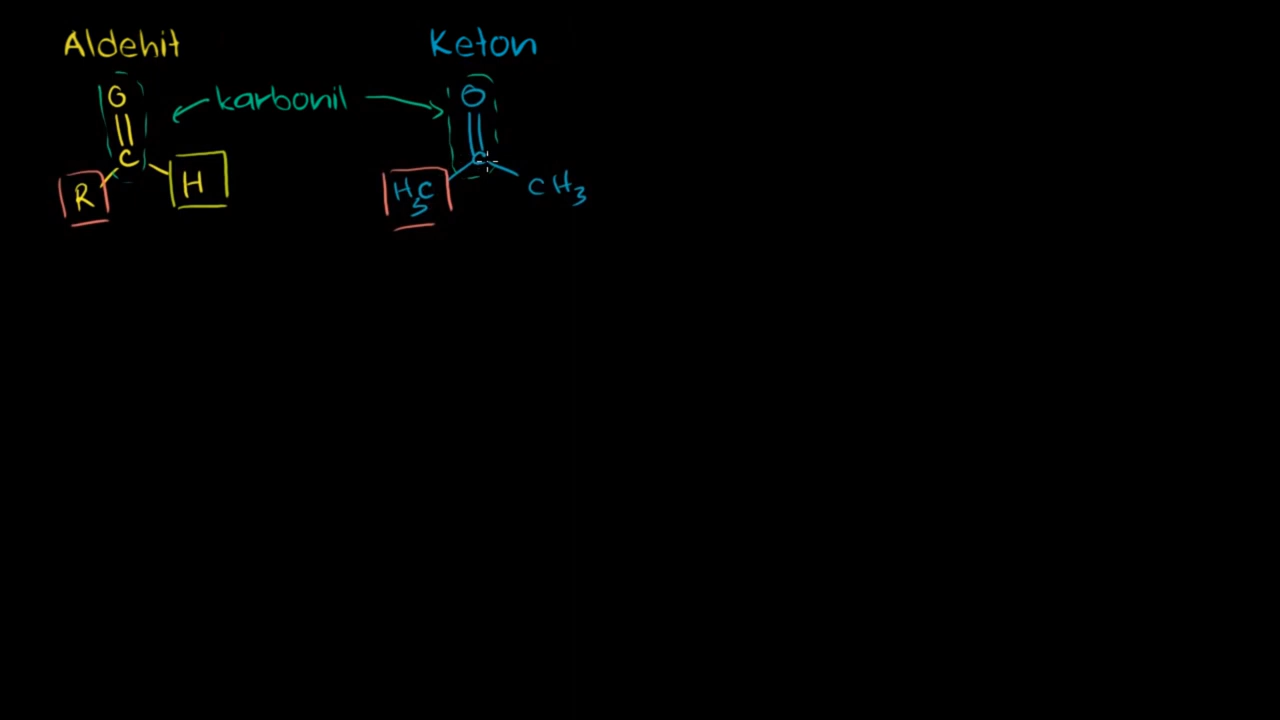 Aldehit Keton
O karbonil O
C C
R H H₃C CH₃